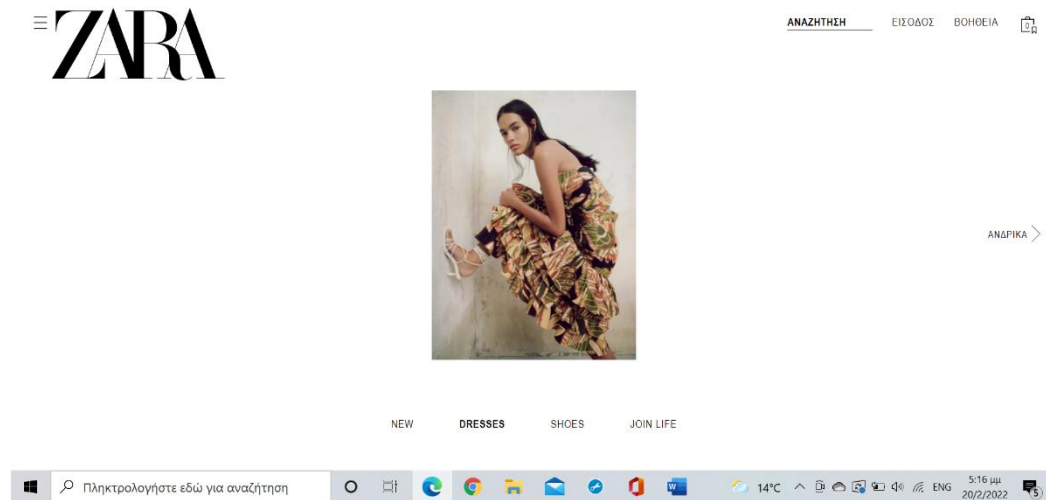 ZARA
ΑΝΑΖΗΤΗΣΗ ΕΙΣΟΔΟΣ ΒΟΗΘΕΙΑ 0
ΑΝΔΡΙΚΑ
NEW DRESSES SHOES JOIN LIFE
Πληκτρολογήστε εδώ για αναζήτηση 14°C ENG 5:16 μμ
20/2/2022 5